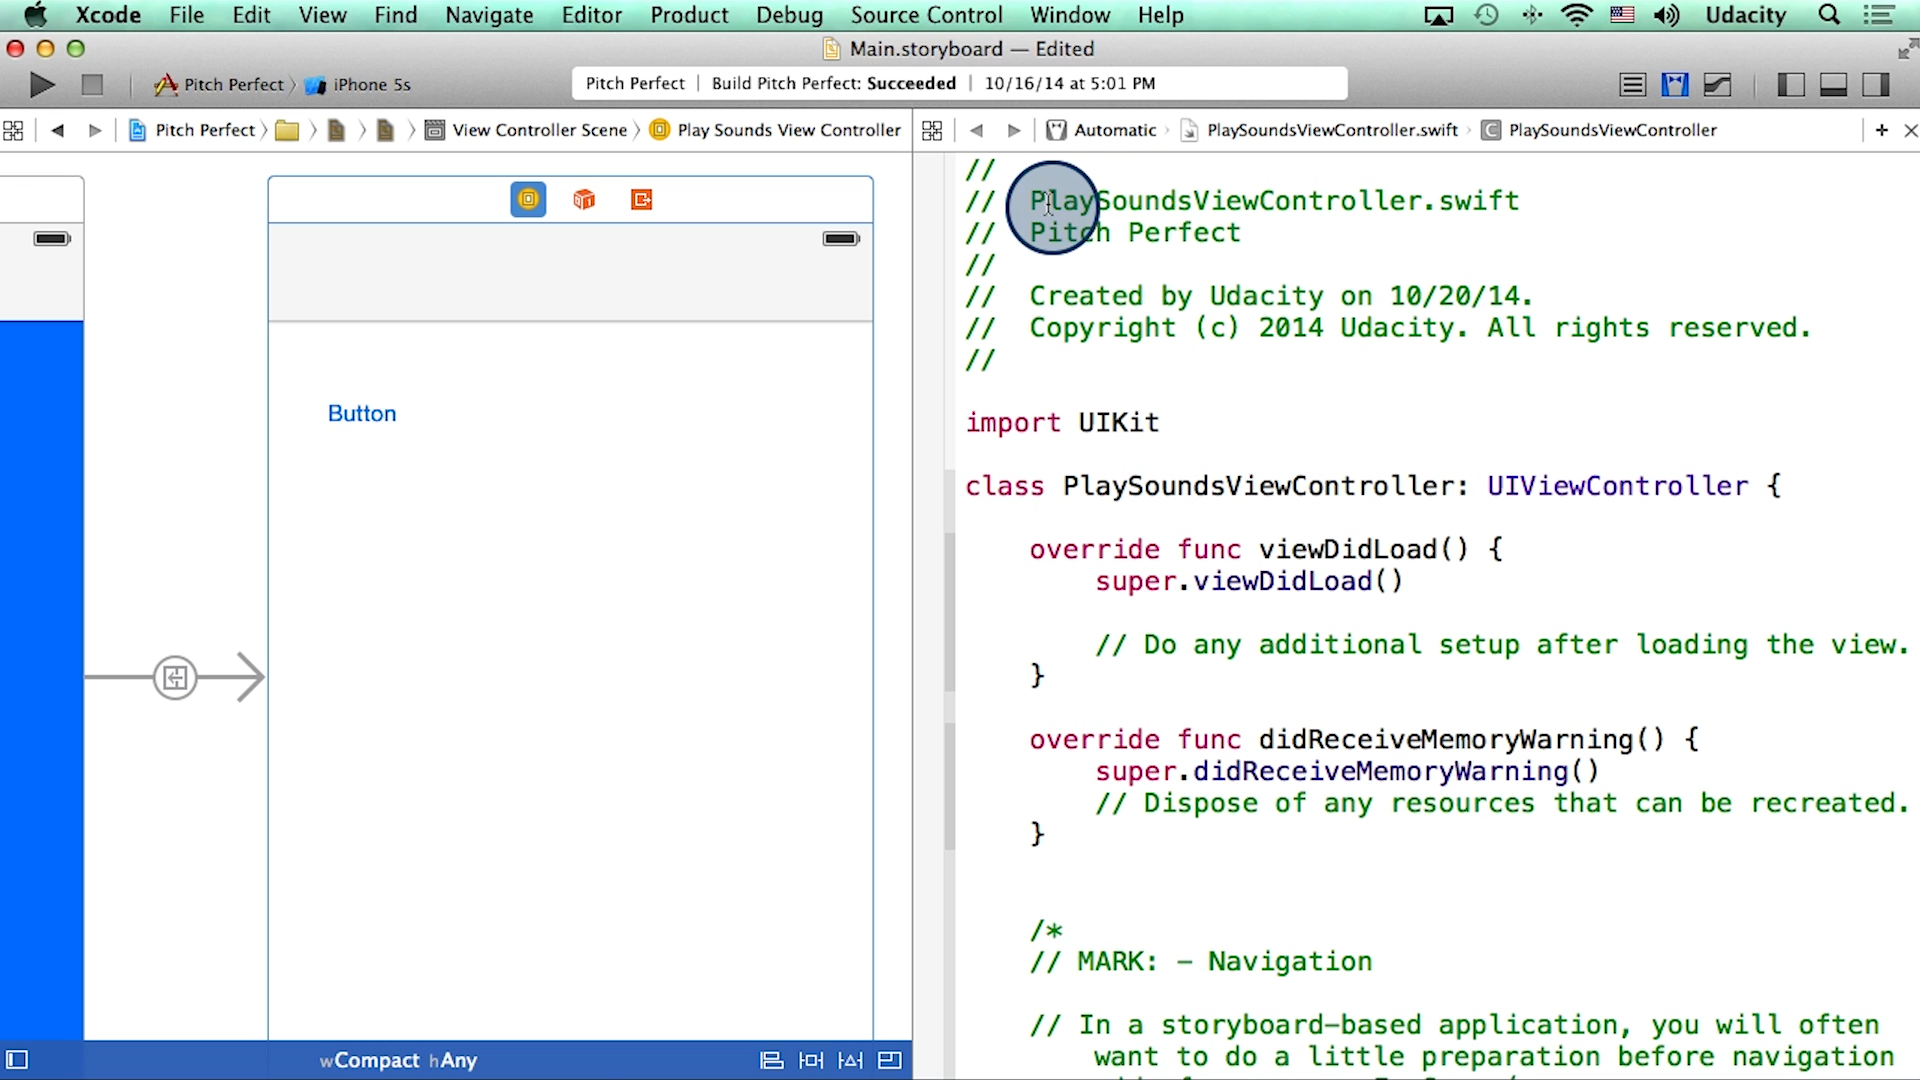 Xcode File Edit View Find Navigate Editor Product Debug Source Control Window Help Udacity
Main.storyboard — Edited
Pitch Perfect iPhone 5s
Pitch Perfect | Build Pitch Perfect: Succeeded | 10/16/14 at 5:01 PM
Pitch Perfect View Controller Scene Play Sounds View Controller
Automatic PlaySoundsViewController.swift C PlaySoundsViewController
Button
wCompact hAny
//
// PlaySoundsViewController.swift
// Pitch Perfect
//
// Created by Udacity on 10/20/14.
// Copyright (c) 2014 Udacity. All rights reserved.
//
import UIKit
class PlaySoundsViewController: UIViewController {
override func viewDidLoad() {
super.viewDidLoad()
// Do any additional setup after loading the view.
}
override func didReceiveMemoryWarning() {
super.didReceiveMemoryWarning()
// Dispose of any resources that can be recreated.
}
/*
// MARK: - Navigation
// In a storyboard-based application, you will often
want to do a little preparation before navigation